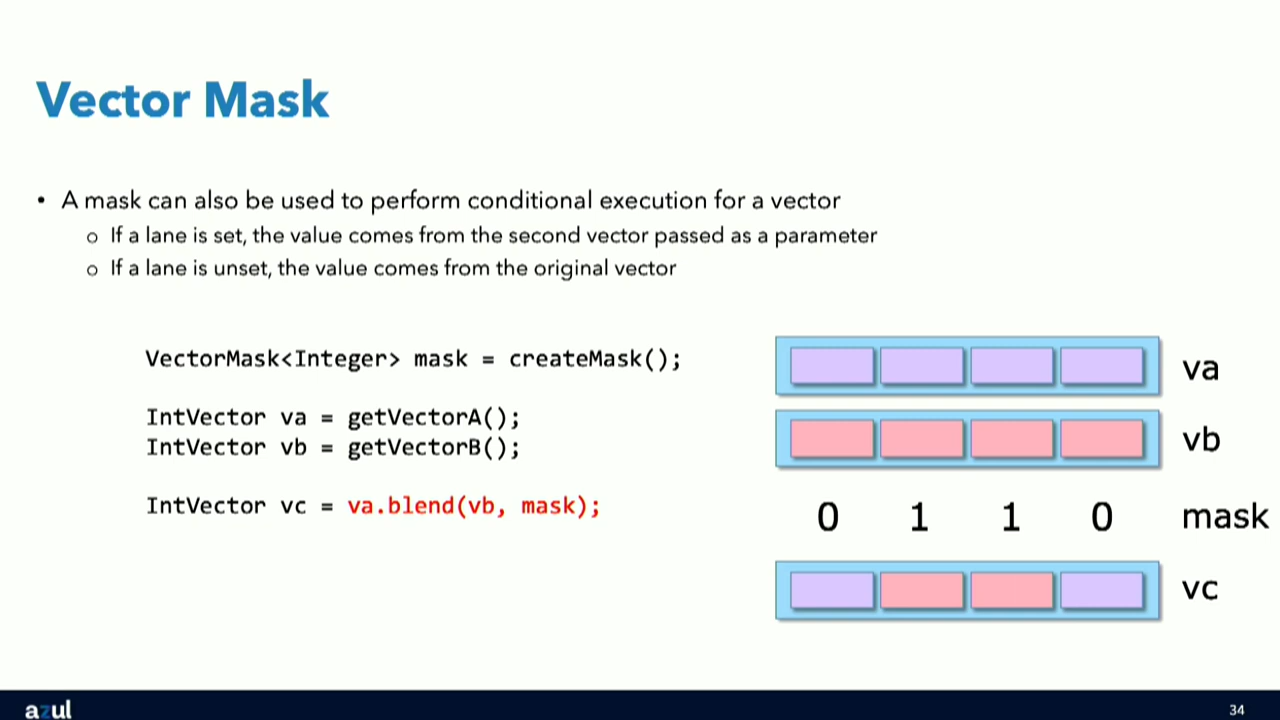 Vector Mask
• A mask can also be used to perform conditional execution for a vector
o If a lane is set, the value comes from the second vector passed as a parameter
o If a lane is unset, the value comes from the original vector
VectorMask<Integer> mask = createMask();
IntVector va = getVectorA();
IntVector vb = getVectorB();
IntVector vc = va.blend(vb, mask);
va
vb
0 1 1 0 mask
vc
azul
34